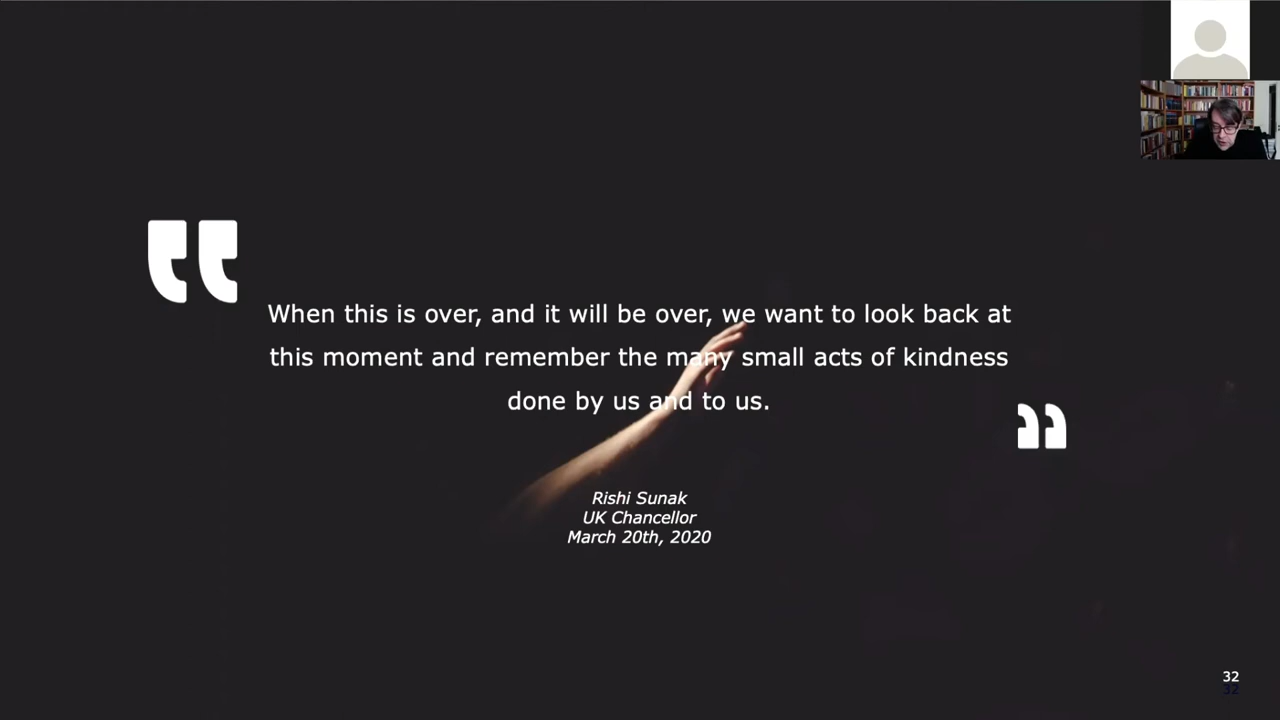 When this is over, and it will be over, we want to look back at
this moment and remember the many small acts of kindness
done by us and to us.
Rishi Sunak
UK Chancellor
March 20th, 2020
32
32